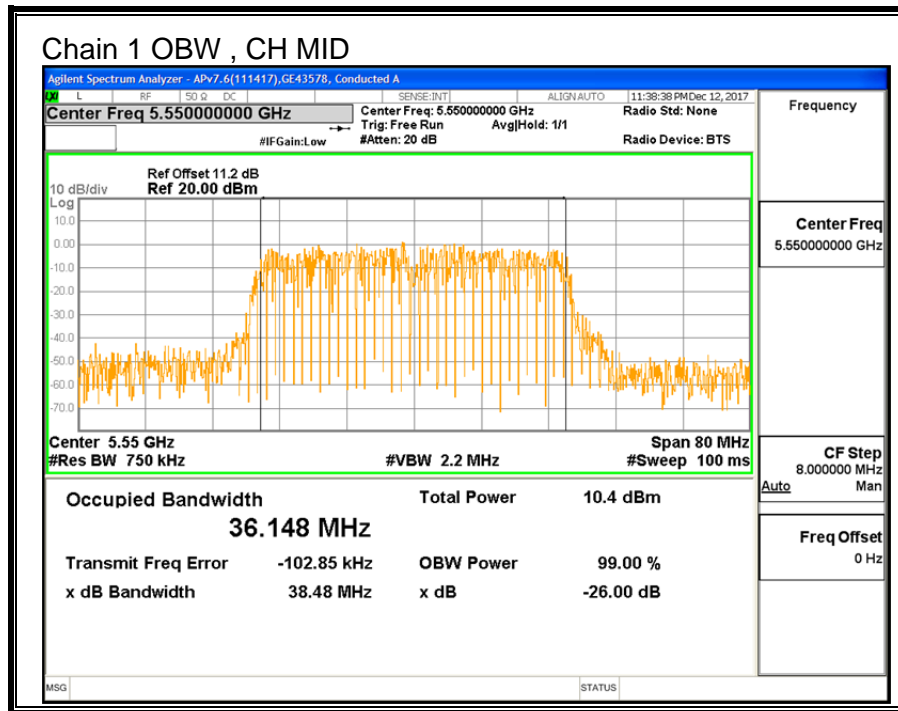 Chain 1 OBW , CH MID
Agilent Spectrum Analyzer - APv7.6(111417),GE43578, Conducted A
LXI L RF 50 Ω DC SENSE:INT ALIGN AUTO 11:38:38 PM Dec 12, 2017
Center Freq 5.550000000 GHz
Center Freq: 5.550000000 GHz Radio Std: None
Trig: Free Run Avg|Hold: 1/1
#IFGain:Low #Atten: 20 dB Radio Device: BTS
Ref Offset 11.2 dB
10 dB/div Ref 20.00 dBm
Log
10.0
0.00
-10.0
-20.0
-30.0
-40.0
-50.0
-60.0
-70.0
Center 5.55 GHz Span 80 MHz
#Res BW 750 kHz #VBW 2.2 MHz #Sweep 100 ms
Occupied Bandwidth Total Power 10.4 dBm
36.148 MHz
Transmit Freq Error -102.85 kHz OBW Power 99.00 %
x dB Bandwidth 38.48 MHz x dB -26.00 dB
MSG STATUS
Frequency
Center Freq
5.550000000 GHz
CF Step
8.000000 MHz
Auto Man
Freq Offset
0 Hz